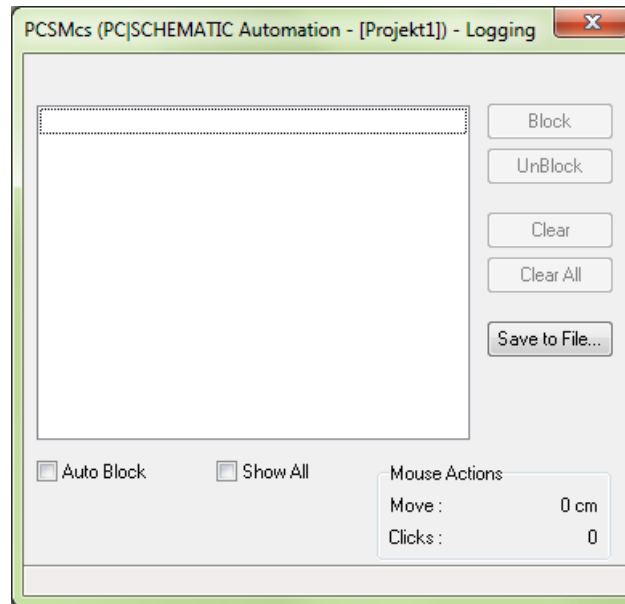 PCSMcs (PC|SCHEMATIC Automation - [Projekt1]) - Logging
Block
UnBlock
Clear
Clear All
Save to File...
Auto Block
Show All
Mouse Actions
Move : 0 cm
Clicks : 0